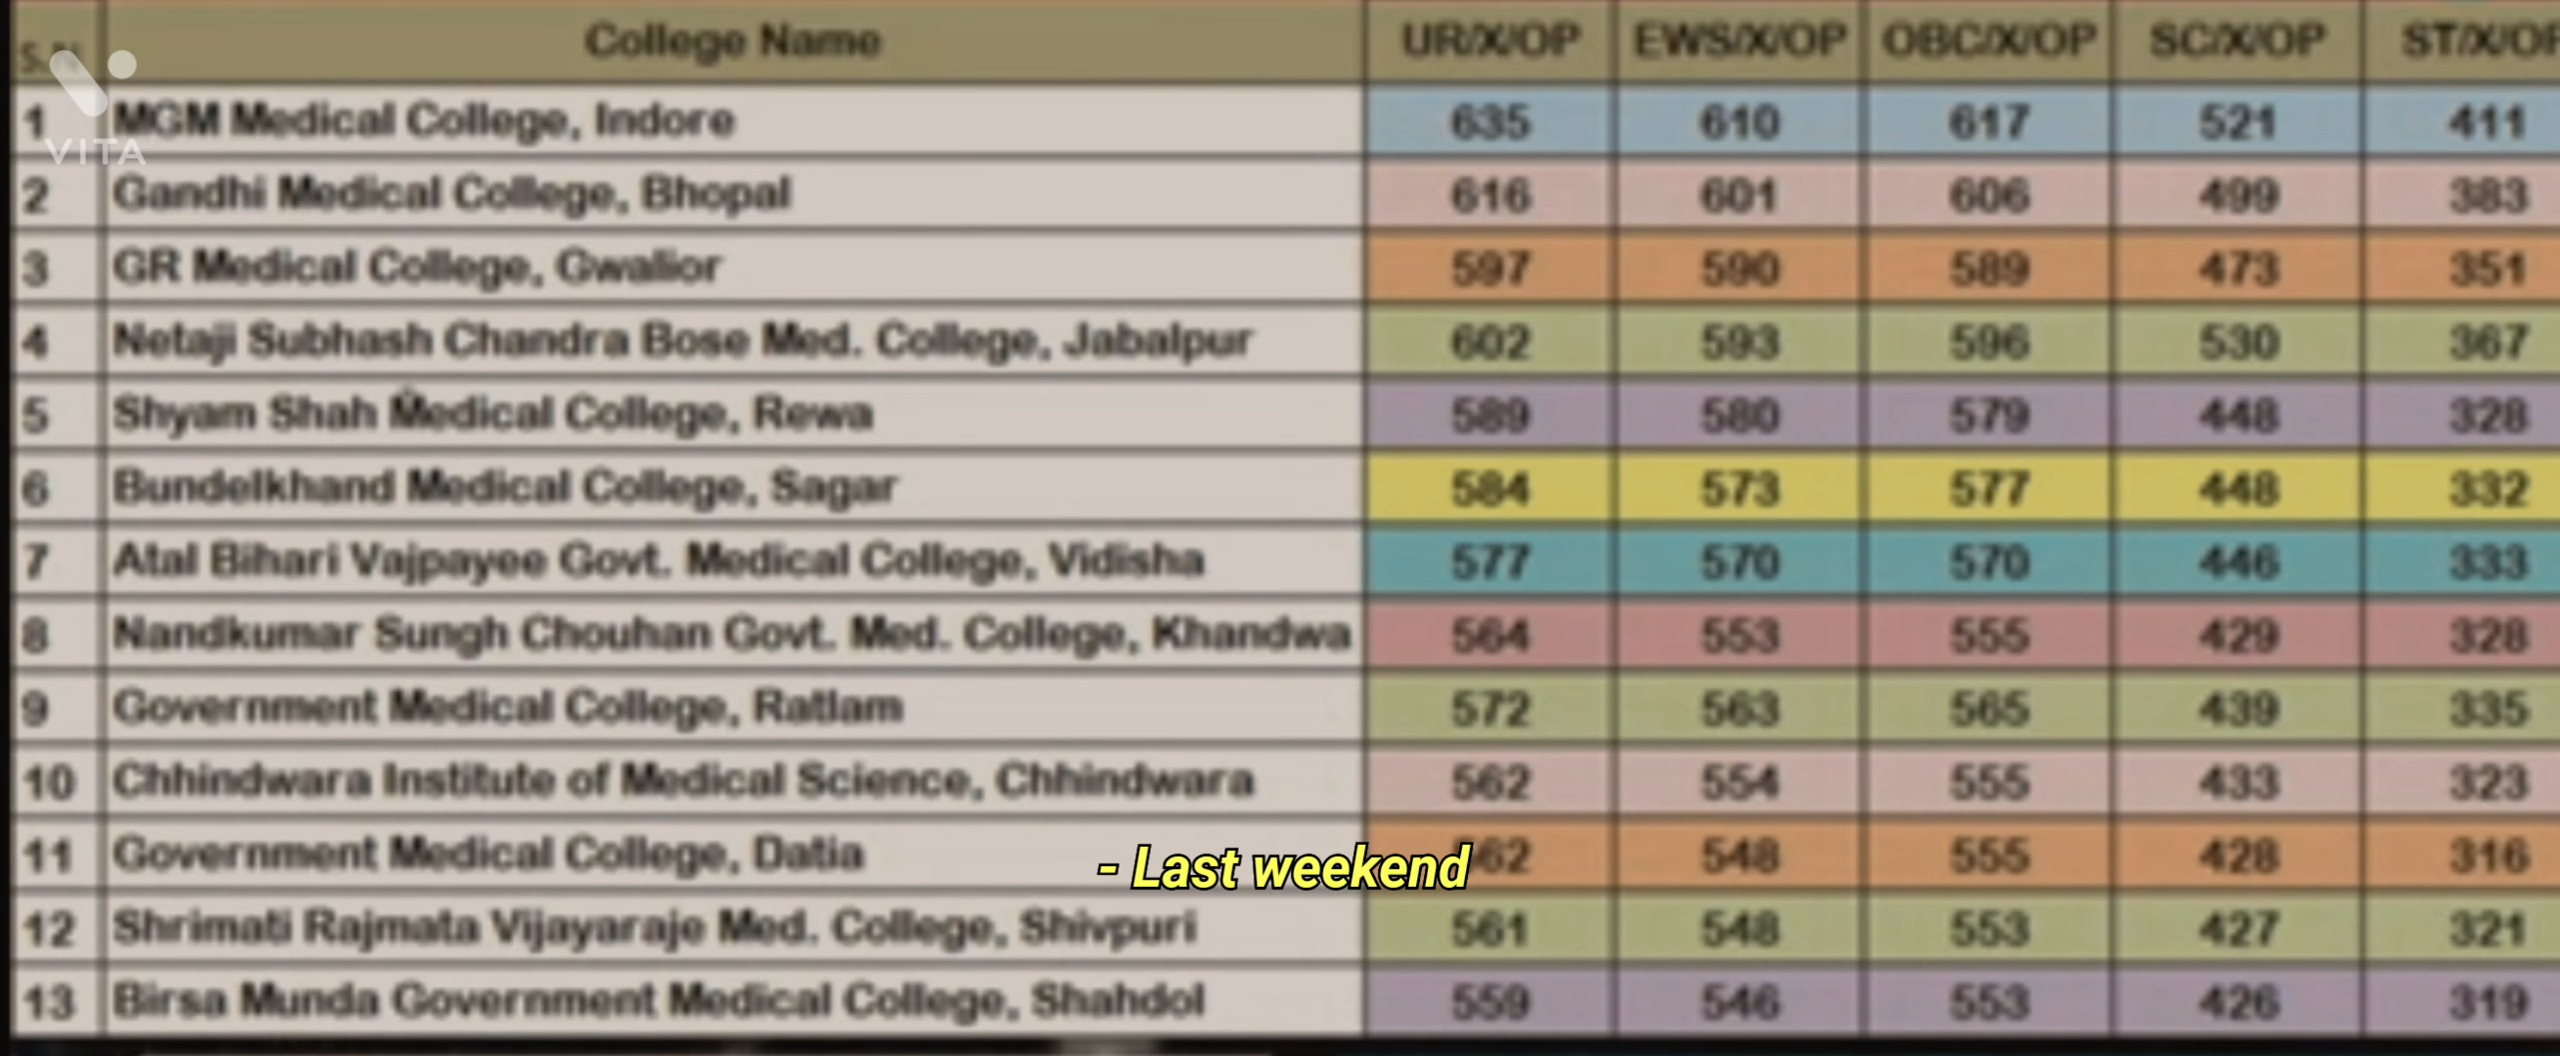 S.N College Name UR/X/OP EWS/X/OP OBC/X/OP SC/X/OP ST/X/OP
1 MGM Medical College, Indore 635 610 617 521 411
VITA
2 Gandhi Medical College, Bhopal 616 601 606 499 383
3 GR Medical College, Gwalior 597 590 589 473 351
4 Netaji Subhash Chandra Bose Med. College, Jabalpur 602 593 596 530 367
5 Shyam Shah Medical College, Rewa 589 580 579 448 328
6 Bundelkhand Medical College, Sagar 584 573 577 448 332
7 Atal Bihari Vajpayee Govt. Medical College, Vidisha 577 570 570 446 333
8 Nandkumar Sungh Chouhan Govt. Med. College, Khandwa 564 553 555 429 328
9 Government Medical College, Ratlam 572 563 565 439 335
10 Chhindwara Institute of Medical Science, Chhindwara 562 554 555 433 323
11 Government Medical College, Datia 62 548 555 428 316
- Last weekend
12 Shrimati Rajmata Vijayaraje Med. College, Shivpuri 561 548 553 427 321
13 Birsa Munda Government Medical College, Shahdol 559 546 553 426 319